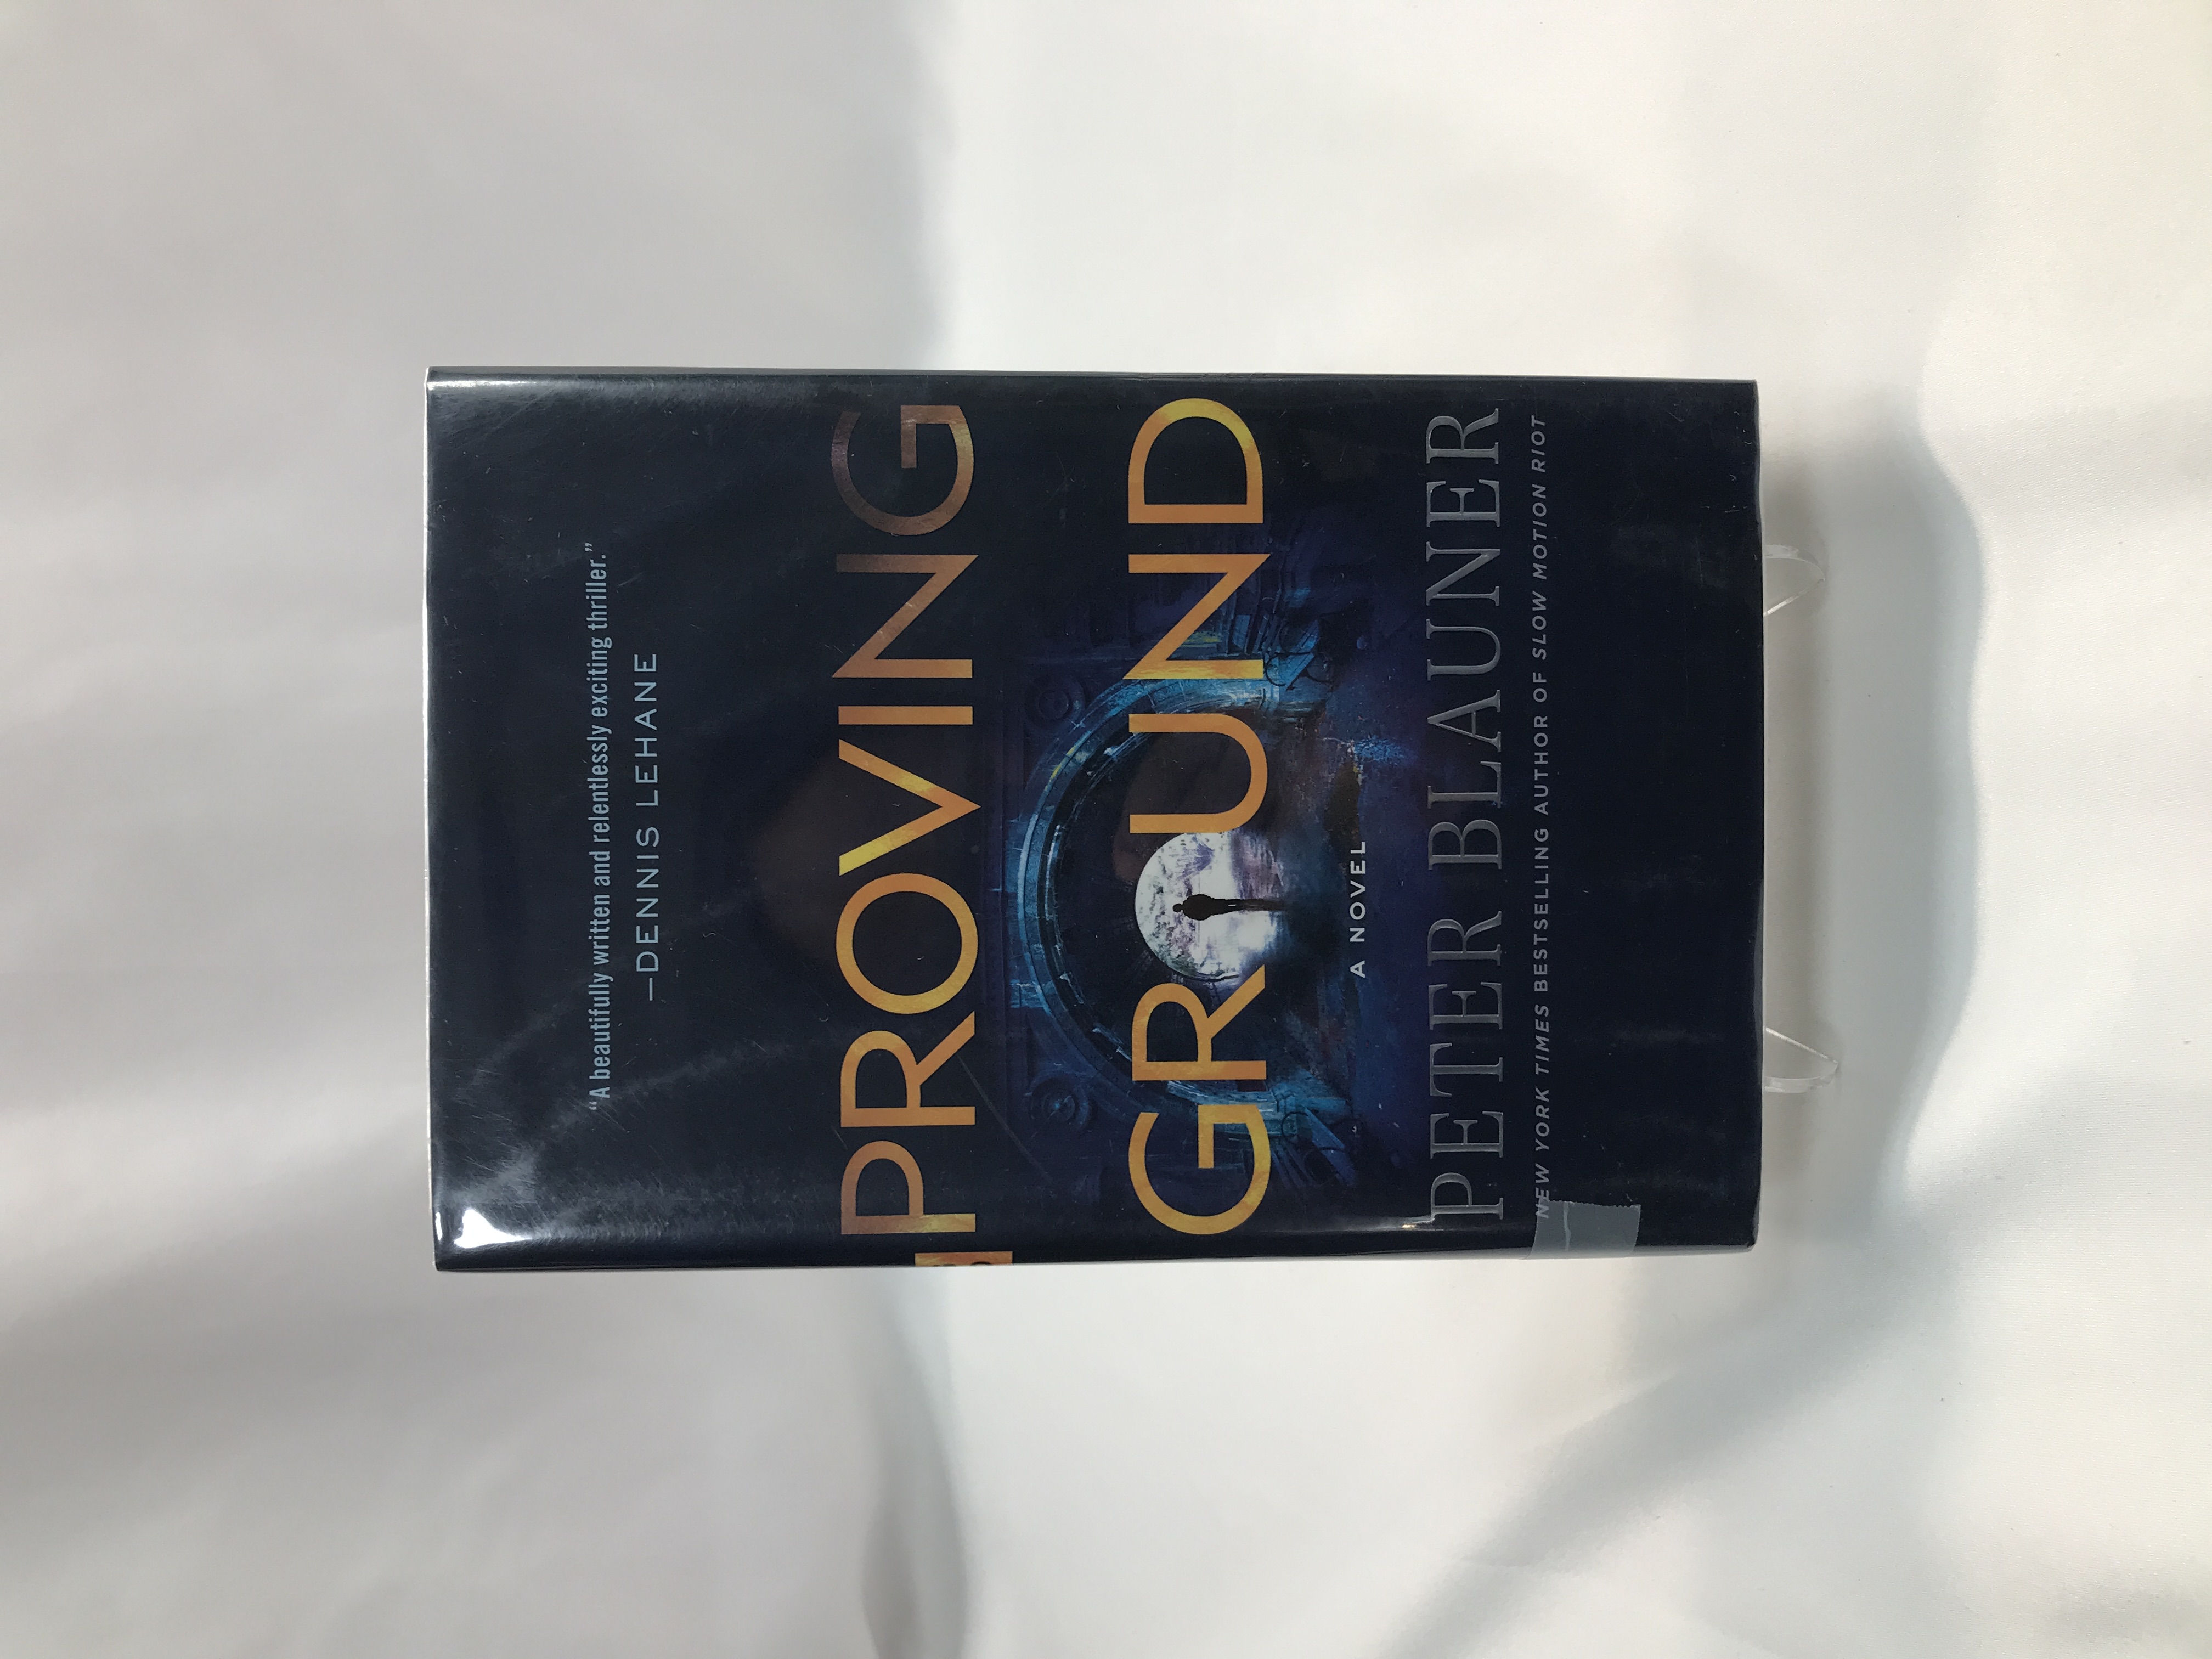 “A beautifully written and relentlessly exciting thriller.”
—DENNIS LEHANE
PROVING
GROUND
A NOVEL
PETER BLAUNER
NEW YORK TIMES BESTSELLING AUTHOR OF SLOW MOTION RIOT